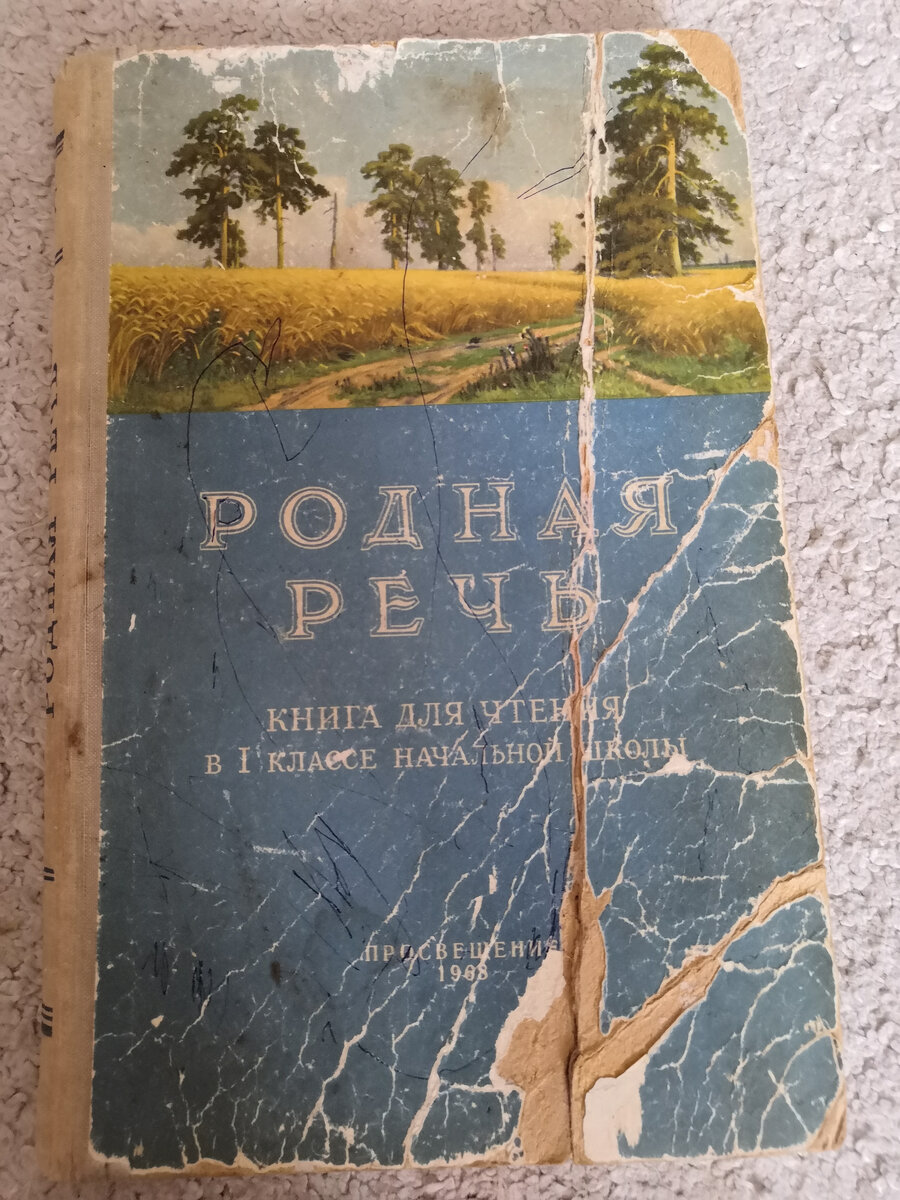 РОДНАЯ
РЕЧЬ
КНИГА ДЛЯ ЧТЕНИЯ
в I КЛАССЕ НАЧАЛЬНОЙ ШКОЛЫ
ПРОСВЕЩЕНИЕ
1968